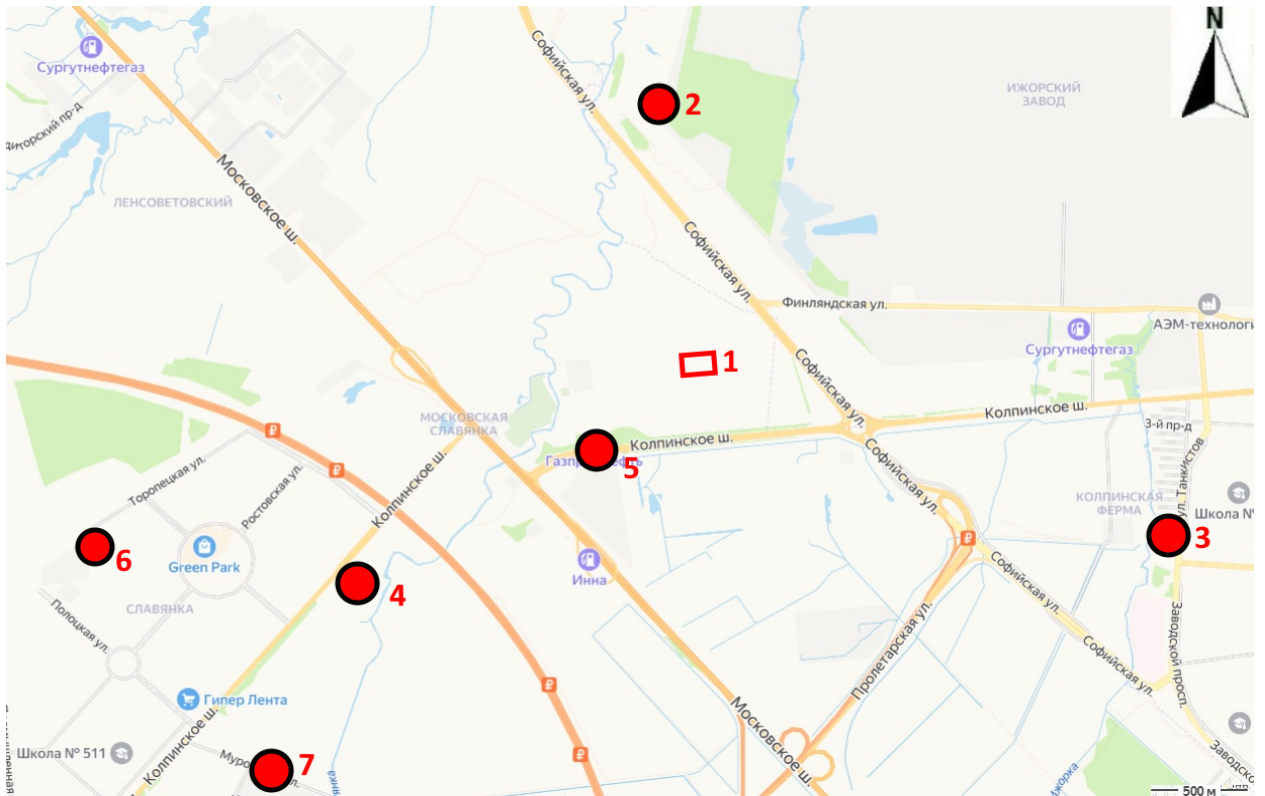 N
Сургутнефтегаз
Софийская ул.
2
ИЖОРСКИЙ
ЗАВОД
Московское ш.
ЛЕНСОВЕТОВСКИЙ
Софийская ул.
Финляндская ул.
АЭМ-технологи
Сургутнефтегаз
1
Софийская ул.
МОСКОВСКАЯ
СЛАВЯНКА
Колпинское ш.
Колпинское ш.
3-й пр-д
5
Софийская ул.
Колпинское ш.
Торопецкая ул.
Ростовская ул.
КОЛПИНСКАЯ
ФЕРМА
ул. Танкистов
Школа №
3
6
Green Park
Инна
4
СЛАВЯНКА
Полоцкая ул.
Софийская ул.
Пролетарская ул.
Заводской просп.
Софийская ул.
Гипер Лента
Московское ш.
Школа № 511
Колпинское ш.
7
Ижорка
500 м